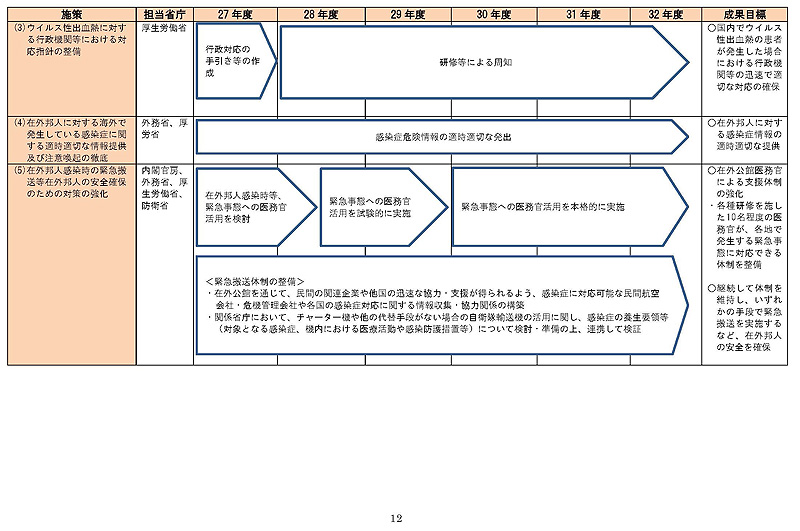 施策
担当省庁
27 年度
28 年度
29 年度
30 年度
31 年度
32 年度
成果目標
(3)ウイルス性出血熱に対す
る行政機関等における対
応指針の整備
厚生労働省
行政対応の
手引き等の作
成
研修等による周知
○国内でウイルス
性出血熱の患者
が発生した場合
における行政機
関等の迅速で適
切な対応の確保
(4)在外邦人に対する海外で
発生している感染症に関
する適時適切な情報提供
及び注意喚起の徹底
外務省、厚
労省
感染症危険情報の適時適切な発出
○在外邦人に対す
る感染症情報の
適時適切な提供
(5)在外邦人感染時の緊急搬
送等在外邦人の安全確保
のための対策の強化
内閣官房、
外務省、厚
生労働省、
防衛省
在外邦人感染時等、
緊急事態への医務官
活用を検討
緊急事態への医務官
活用を試験的に実施
緊急事態への医務官活用を本格的に実施
○在外公館医務官
による支援体制
の強化
・各種研修を施し
た10名程度の医
務官が、各地で
発生する緊急事
態に対応できる
体制を整備
＜緊急搬送体制の整備＞
・在外公館を通じて、民間の関連企業や他国の迅速な協力・支援が得られるよう、感染症に対応可能な民間航空
会社・危機管理会社や各国の感染症対応に関する情報収集・協力関係の構築
・関係省庁において、チャーター機や他の代替手段がない場合の自衛隊輸送機の活用に関し、感染症の養生要領等
（対象となる感染症、機内における医療活動や感染防護措置等）について検討・準備の上、連携して検証
○継続して体制を
維持し、いずれ
かの手段で緊急
搬送を実施する
など、在外邦人
の安全を確保
12